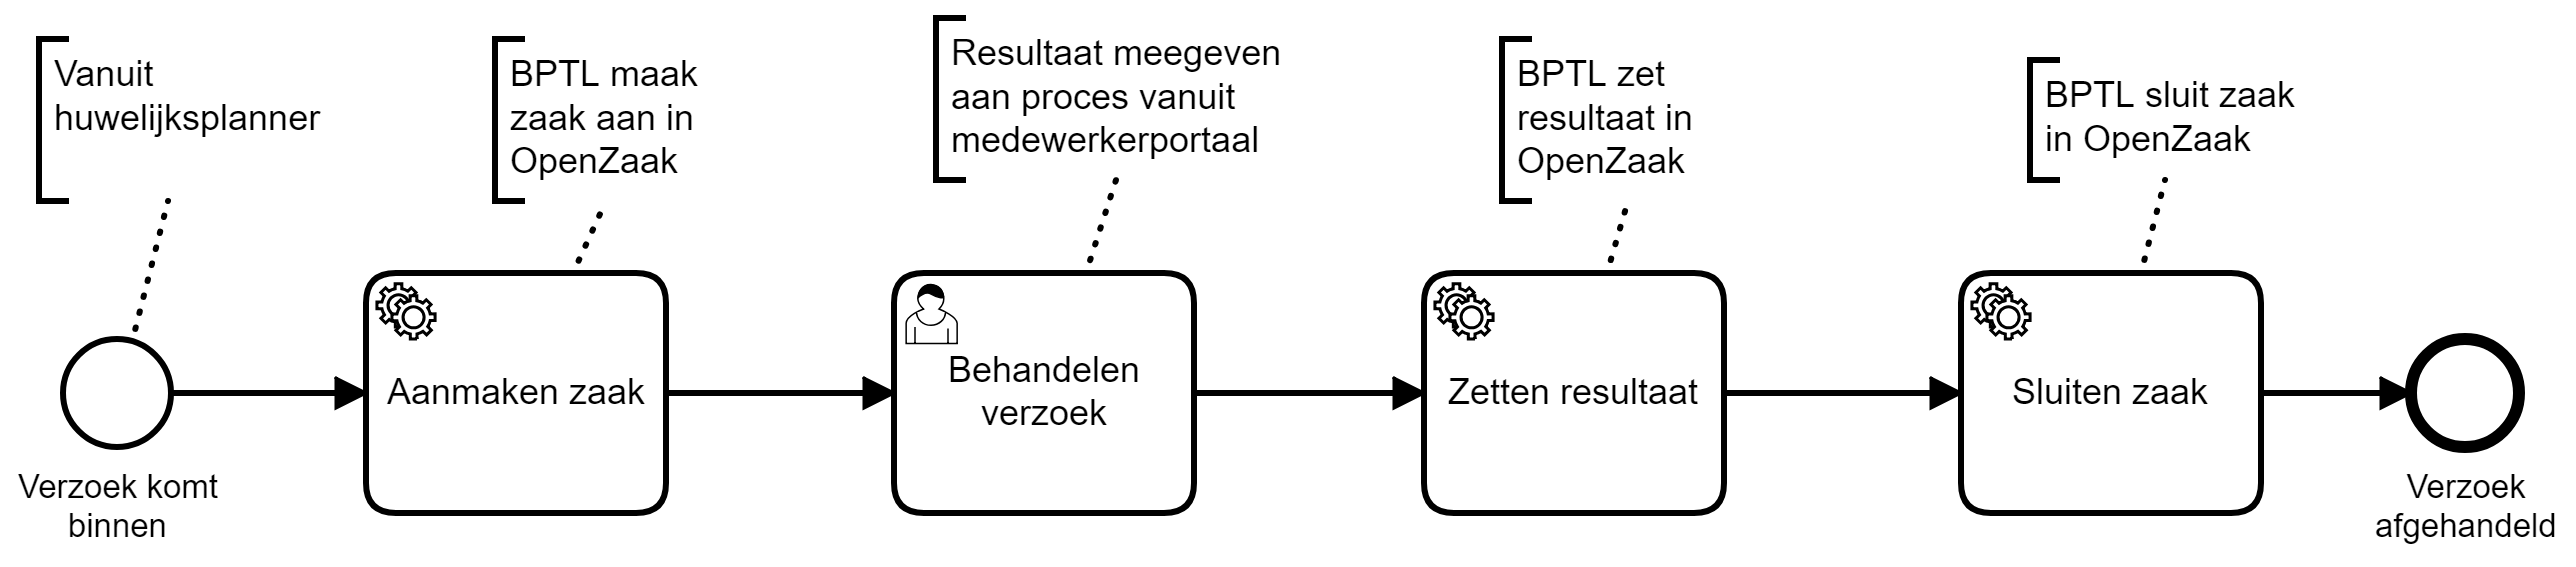 Vanuit
huwelijksplanner
BPTL maak
zaak aan in
OpenZaak
Resultaat meegeven
aan proces vanuit
medewerkerportaal
BPTL zet
resultaat in
OpenZaak
BPTL sluit zaak
in OpenZaak
Verzoek komt
binnen
Aanmaken zaak
Behandelen
verzoek
Zetten resultaat
Sluiten zaak
Verzoek
afgehandeld